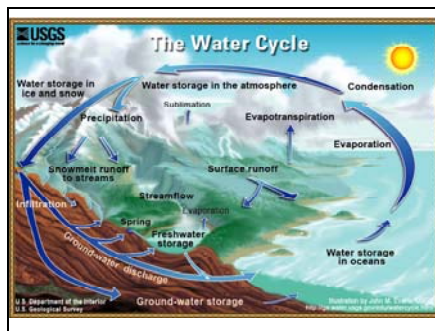 USGS
The Water Cycle
Water storage in
ice and snow
Water storage in the atmosphere
Condensation
Sublimation
Precipitation
Evapotranspiration
Evaporation
Snowmelt runoff
to streams
Surface runoff
Streamflow
Infiltration
Evaporation
Spring
Freshwater
storage
Ground-water discharge
Water storage
in oceans
Ground-water storage
U.S. Department of the Interior
U.S. Geological Survey
Illustration by John M. Evans